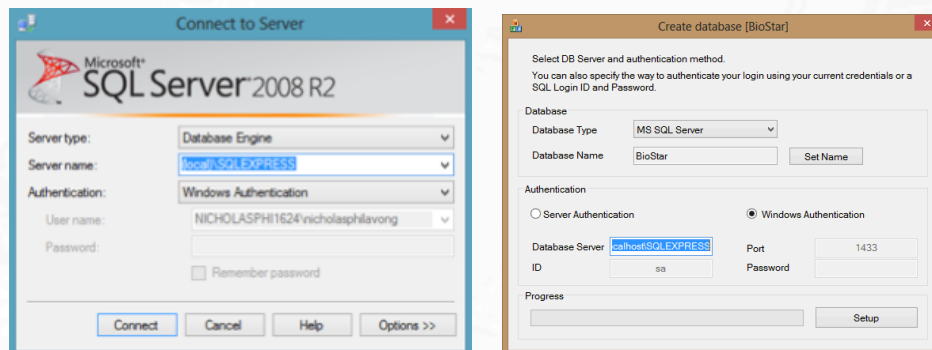 Connect to Server
Microsoft
SQL Server 2008 R2
Server type: Database Engine
Server name: (local)\SQLEXPRESS
Authentication: Windows Authentication
User name: NICHOLASPHI1624\nicholasphilavong
Password:
Remember password
Connect Cancel Help Options >>
Create database [BioStar]
Select DB Server and authentication method.
You can also specify the way to authenticate your login using your current credentials or a
SQL Login ID and Password.
Database
Database Type MS SQL Server
Database Name BioStar Set Name
Authentication
Server Authentication Windows Authentication
Database Server calhost\SQLEXPRESS Port 1433
ID sa Password
Progress
Setup